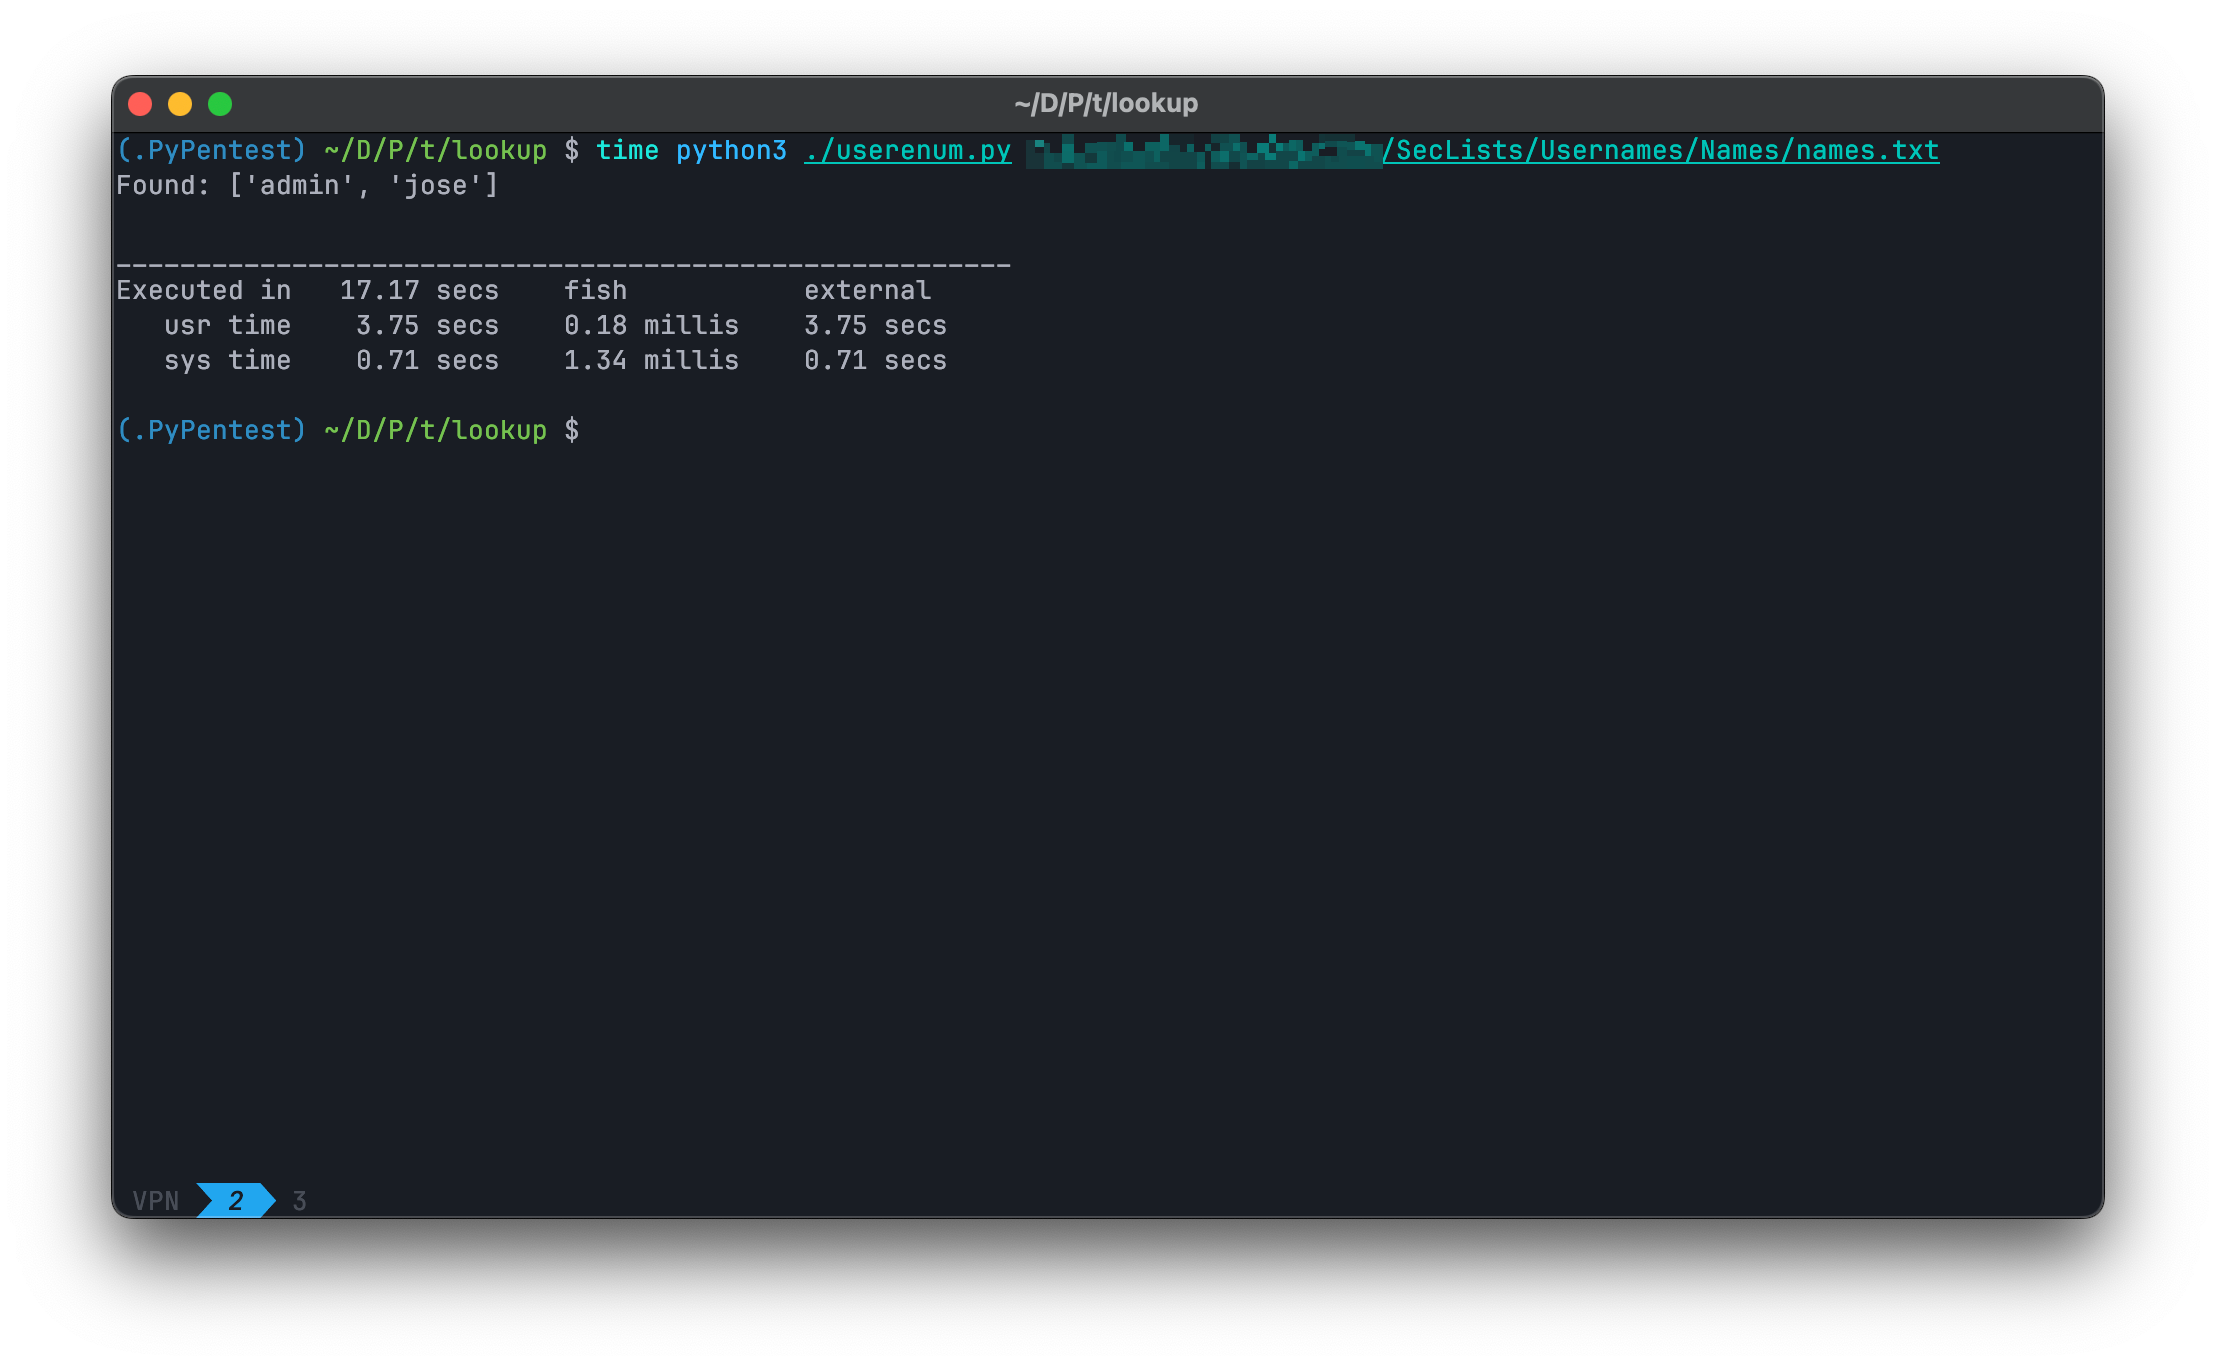 ~/D/P/t/lookup
(.PyPentest) ~/D/P/t/lookup $ time python3 ./userenum.py /SecLists/Usernames/Names/names.txt
Found: ['admin', 'jose']
________________________________________________________
Executed in   17.17 secs    fish           external
   usr time    3.75 secs    0.18 millis    3.75 secs
   sys time    0.71 secs    1.34 millis    0.71 secs
(.PyPentest) ~/D/P/t/lookup $
VPN 2 3